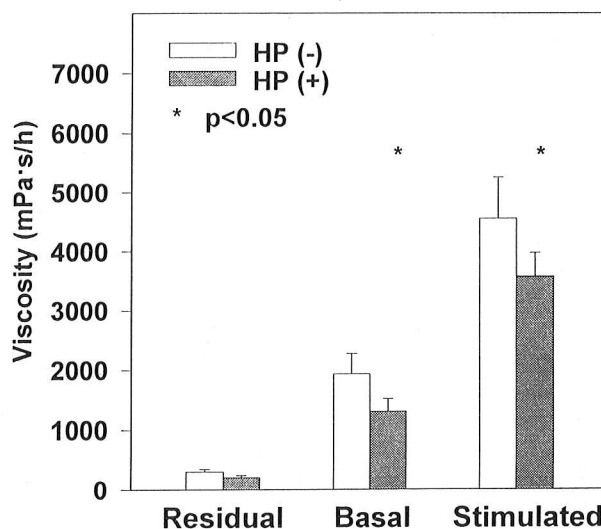 HP (-)
HP (+)
* p<0.05
Viscosity (mPa·s/h)
7000
6000
5000
4000
3000
2000
1000
0
*
*
Residual Basal Stimulated